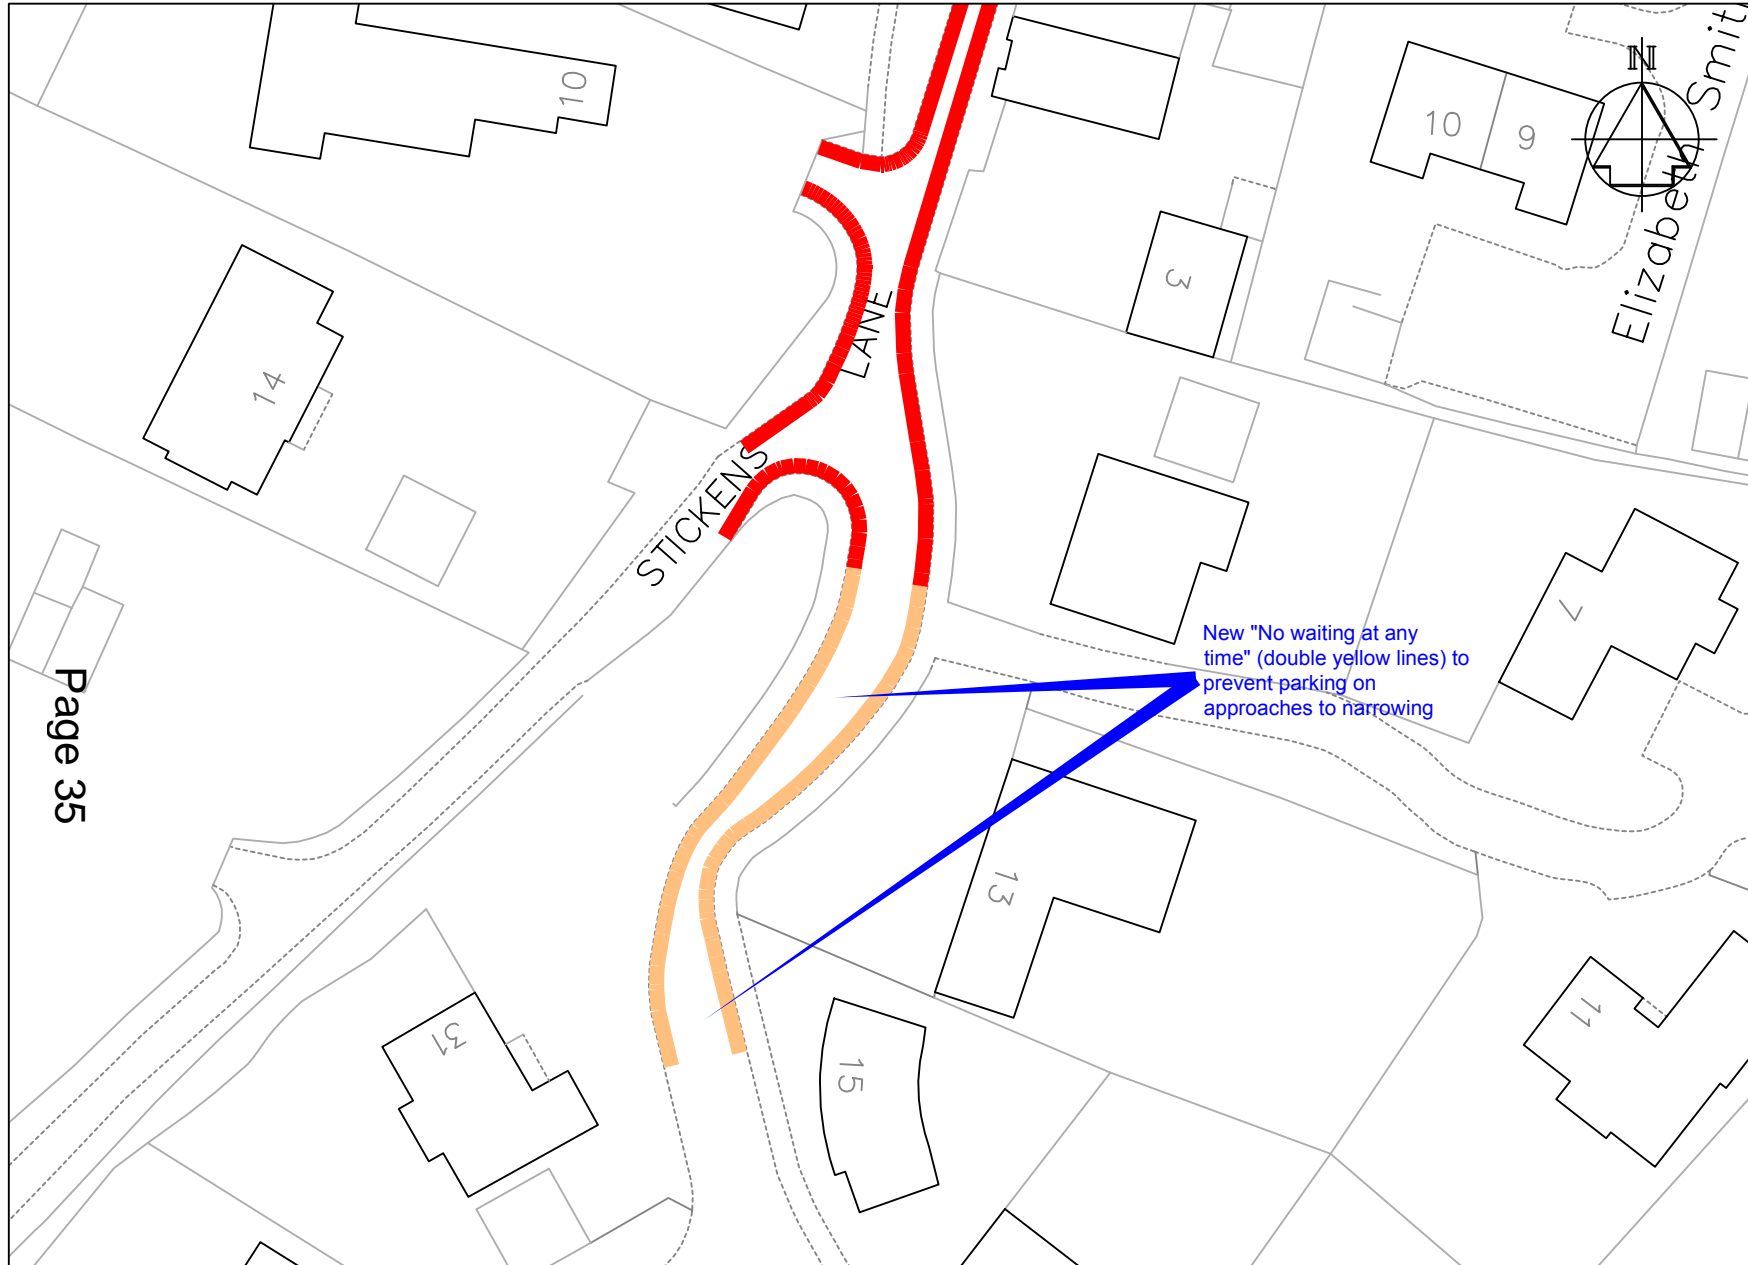 N
Elizabeth Smit
10
10
9
3
LANE
14
STICKENS
7
New "No waiting at any
time" (double yellow lines) to
prevent parking on
approaches to narrowing
Page 35
13
11
31
15